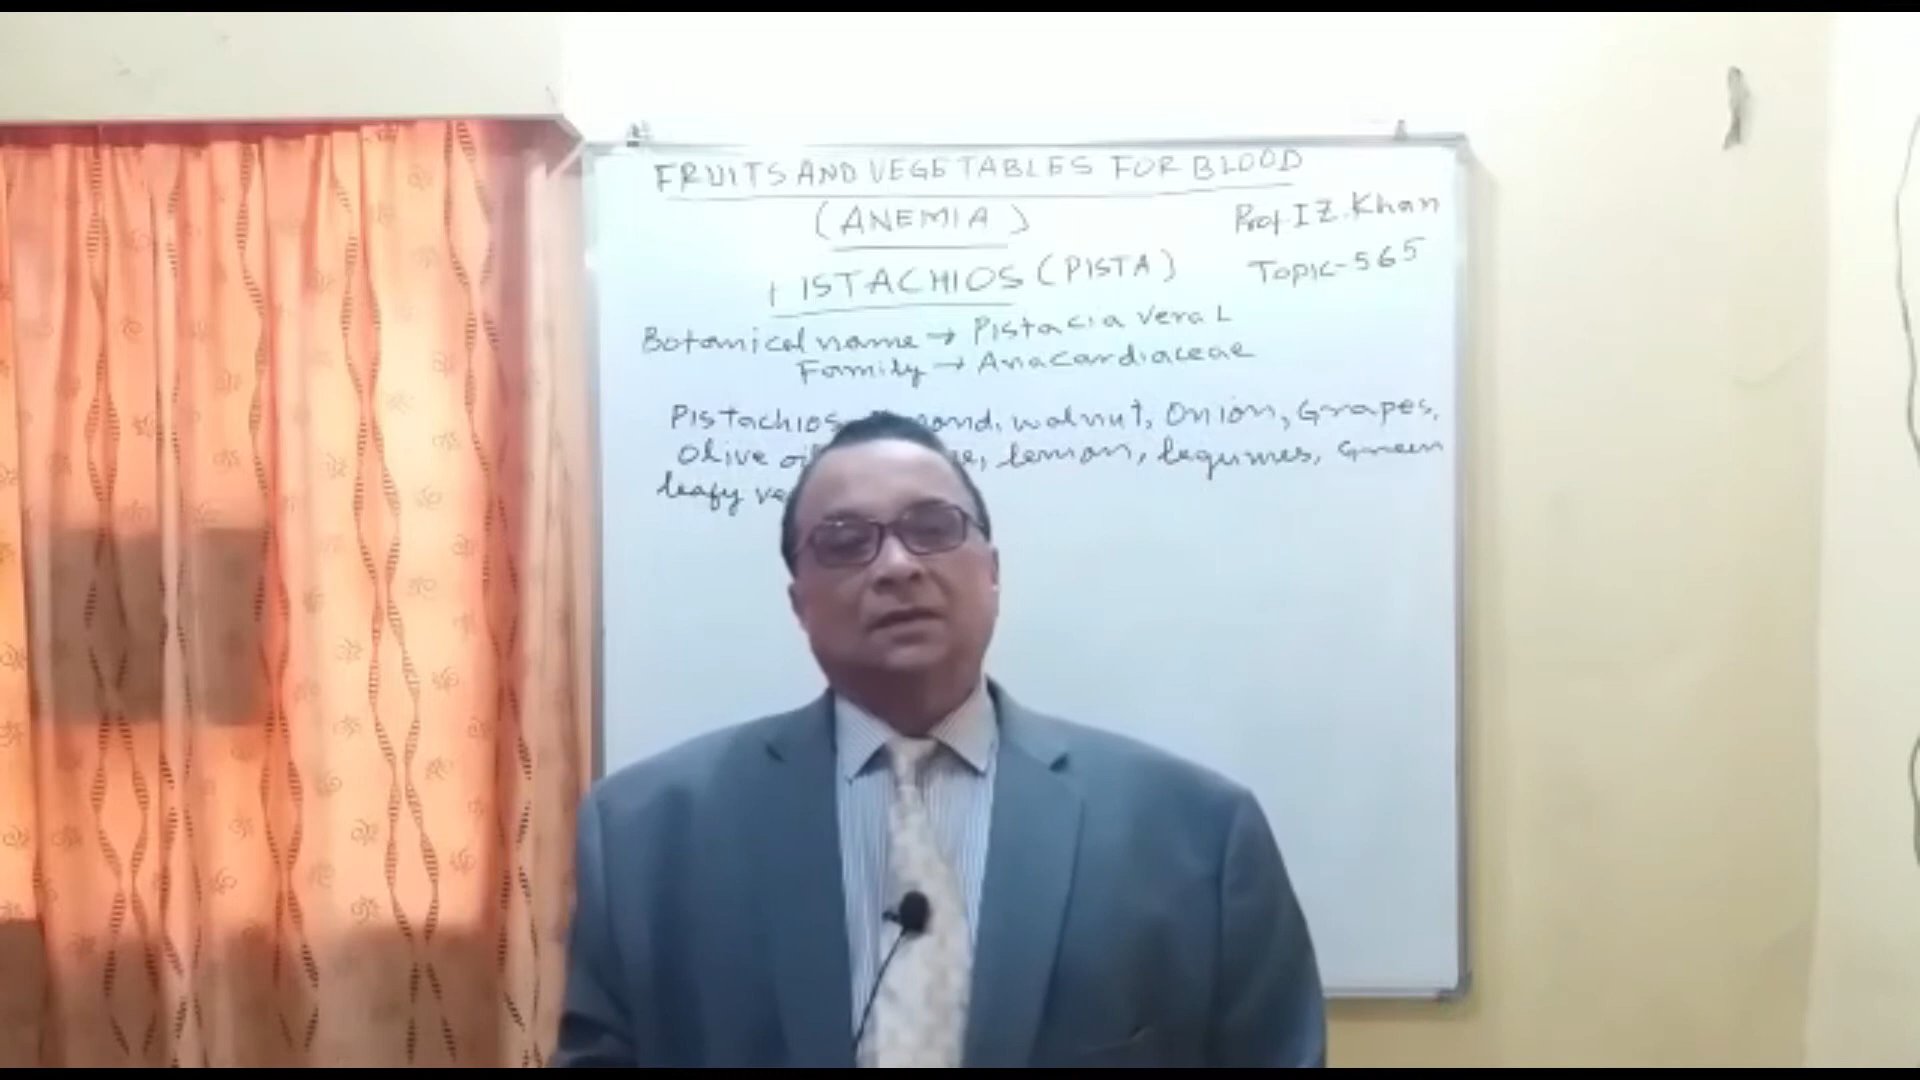 FRUITS AND VEGETABLES FOR BLOOD
(ANEMIA)
Prof. I Z. Khan
PISTACHIOS (PISTA)
Topic-565
Botanical name → Pistacia vera L
Family → Anacardiaceae
Pistachios, walnut, Onion, Grapes,
Olive lemon, legumes, Green
leafy